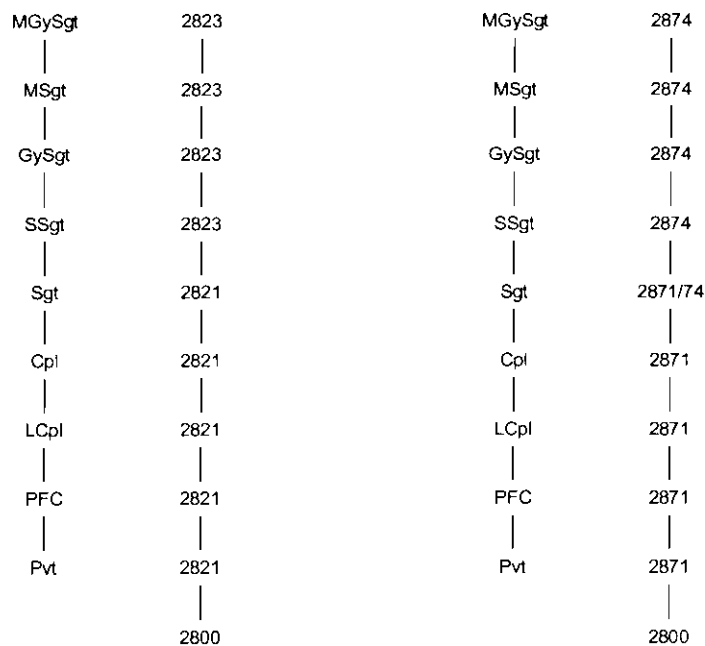 MGySgt 2823 MGySgt 2874
MSgt 2823 MSgt 2874
GySgt 2823 GySgt 2874
SSgt 2823 SSgt 2874
Sgt 2821 Sgt 2871/74
Cpl 2821 Cpl 2871
LCpl 2821 LCpl 2871
PFC 2821 PFC 2871
Pvt 2821 Pvt 2871
2800 2800